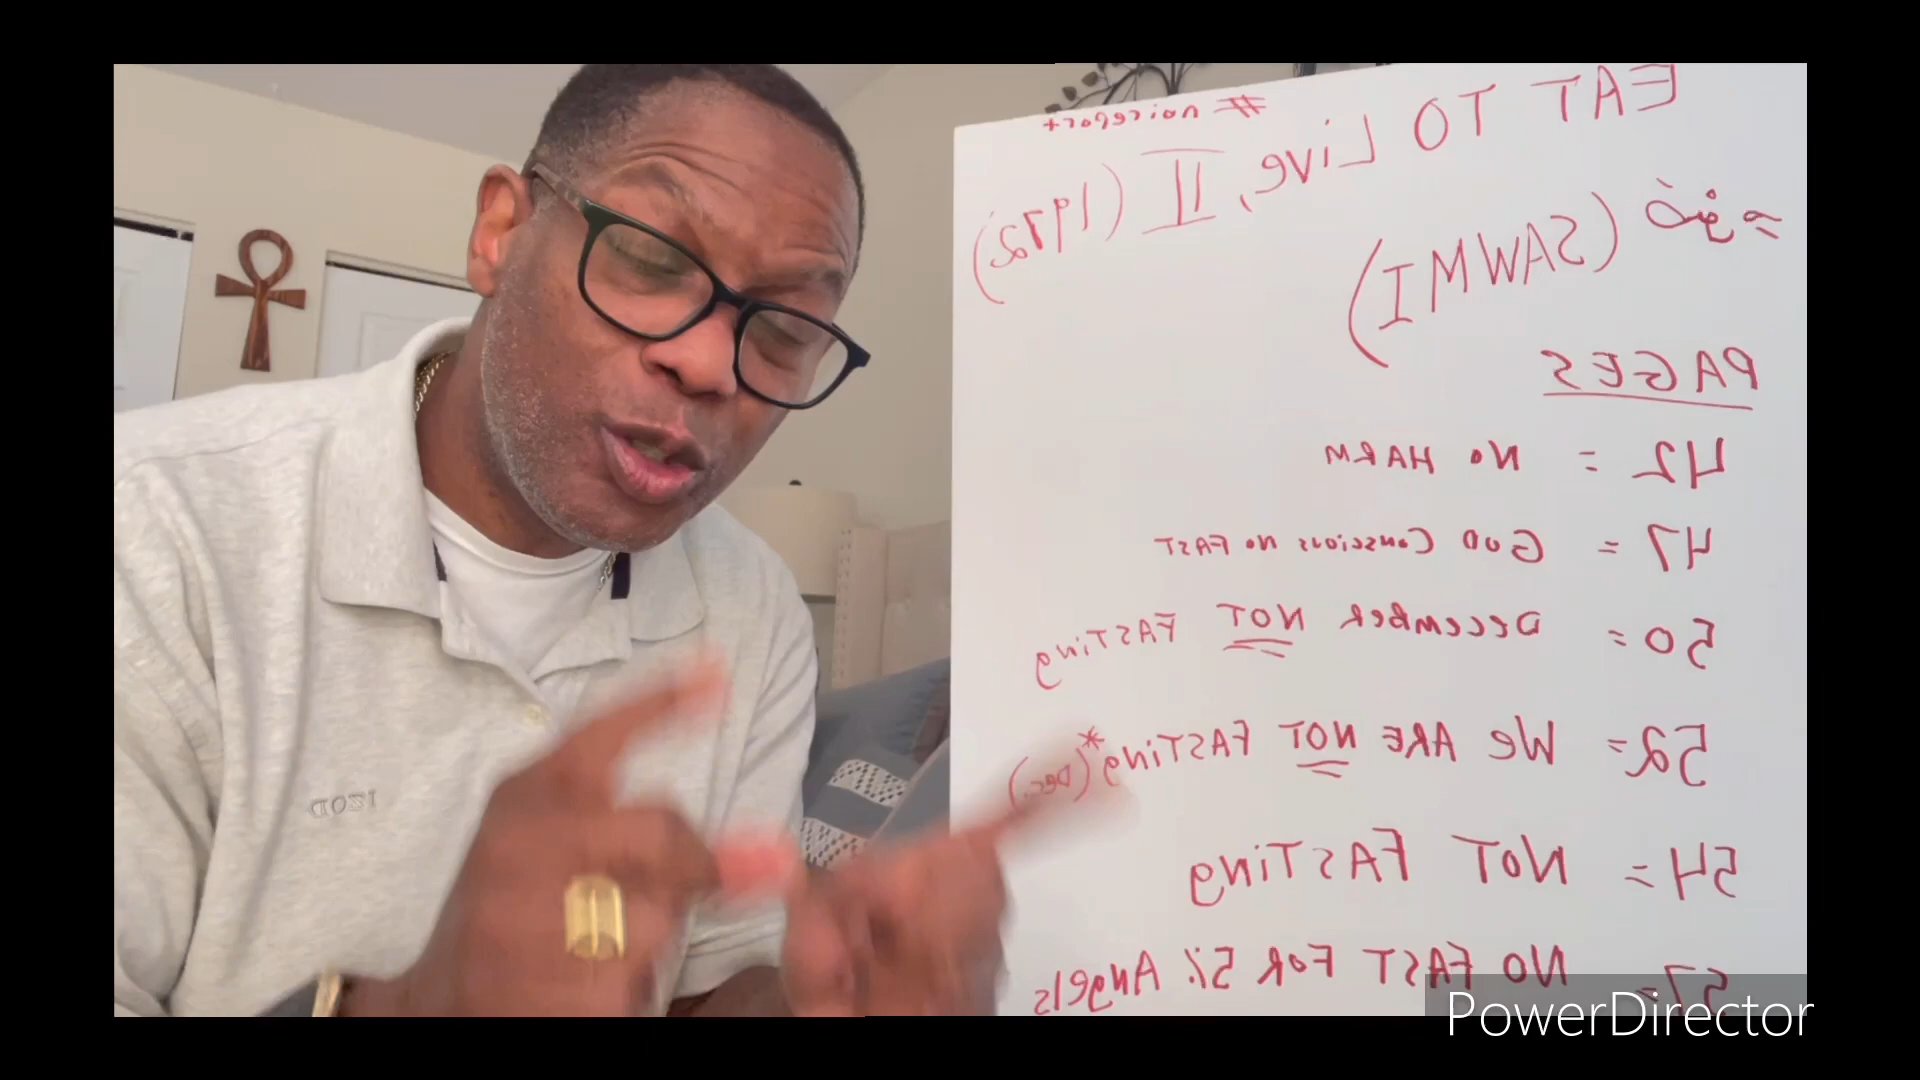 # noireport
EAT TO Live, II (1972)
(SAWMI)
PAGES
42 = No HARM
47 = GOD Conscious no FAST
50 = December NOT FASTing
52 = We ARE NOT FASTing* (Dec.)
54 = NOT FASTing
57 = NO FAST FOR 5% Angels
IZOD
PowerDirector